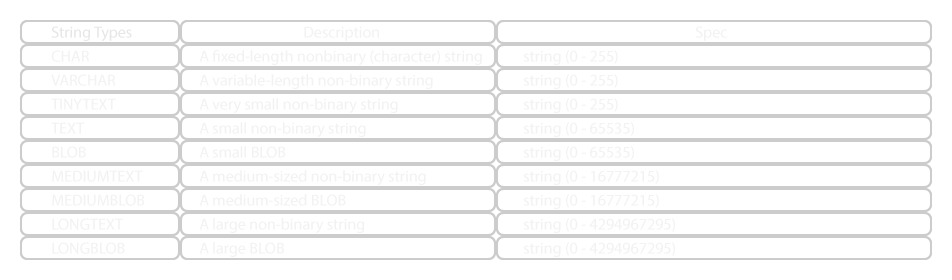 String Types Description Spec
CHAR A fixed-length nonbinary (character) string string (0 - 255)
VARCHAR A variable-length non-binary string string (0 - 255)
TINYTEXT A very small non-binary string string (0 - 255)
TEXT A small non-binary string string (0 - 65535)
BLOB A small BLOB string (0 - 65535)
MEDIUMTEXT A medium-sized non-binary string string (0 - 16777215)
MEDIUMBLOB A medium-sized BLOB string (0 - 16777215)
LONGTEXT A large non-binary string string (0 - 4294967295)
LONGBLOB A large BLOB string (0 - 4294967295)